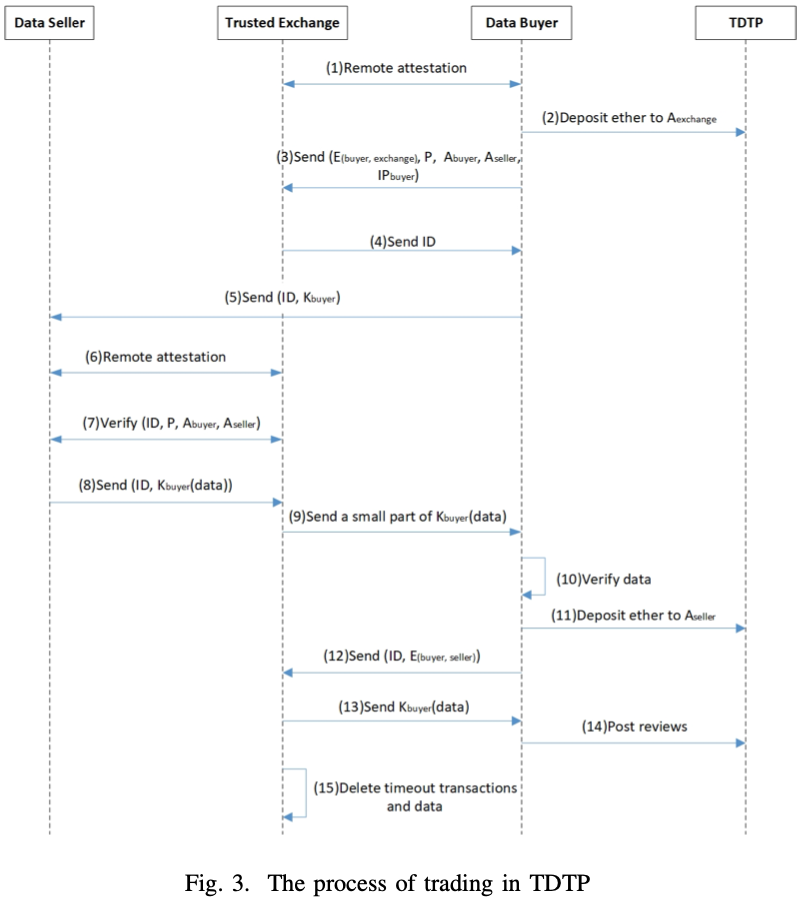 Data Seller
Trusted Exchange
Data Buyer
TDTP
(1)Remote attestation
(2)Deposit ether to Aexchange
(3)Send (E(buyer, exchange), P, Abuyer, Aseller,
IPbuyer)
(4)Send ID
(5)Send (ID, Kbuyer)
(6)Remote attestation
(7)Verify (ID, P, Abuyer, Aseller)
(8)Send (ID, Kbuyer(data))
(9)Send a small part of Kbuyer(data)
(10)Verify data
(11)Deposit ether to Aseller
(12)Send (ID, E(buyer, seller))
(13)Send Kbuyer(data)
(14)Post reviews
(15)Delete timeout transactions
and data
Fig. 3. The process of trading in TDTP